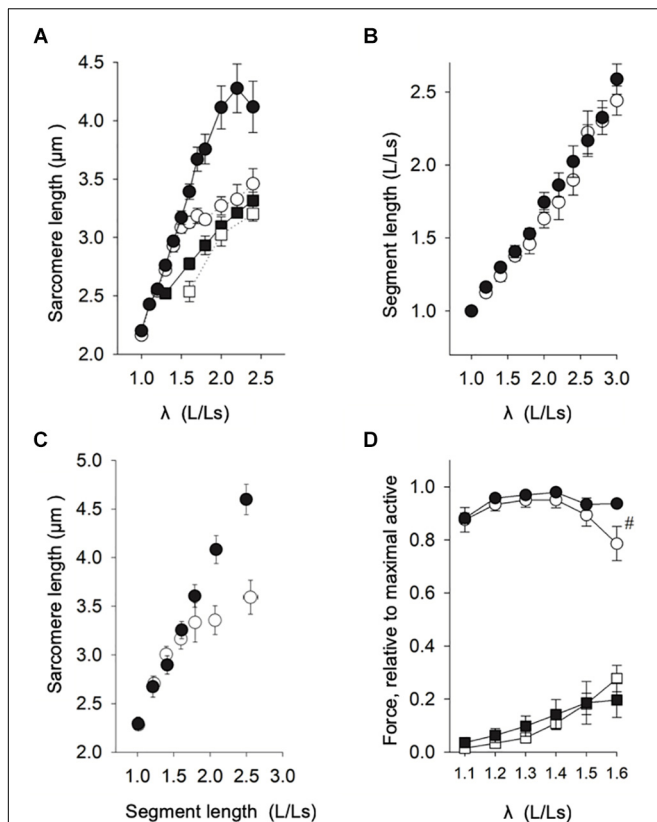 A
Sarcomere length (µm )
4.5
4.0
3.5
3.0
2.5
2.0
1.0 1.5 2.0 2.5
λ (L/Ls)
B
Segment length (L/Ls)
2.5
2.0
1.5
1.0
1.0 1.5 2.0 2.5 3.0
λ (L/Ls)
C
Sarcomere length (µm )
5.0
4.5
4.0
3.5
3.0
2.5
2.0
1.0 1.5 2.0 2.5 3.0
Segment length (L/Ls)
D
Force, relative to maximal active
1.0
0.8
0.6
0.4
0.2
0.0
#
1.1 1.2 1.3 1.4 1.5 1.6
λ (L/Ls)